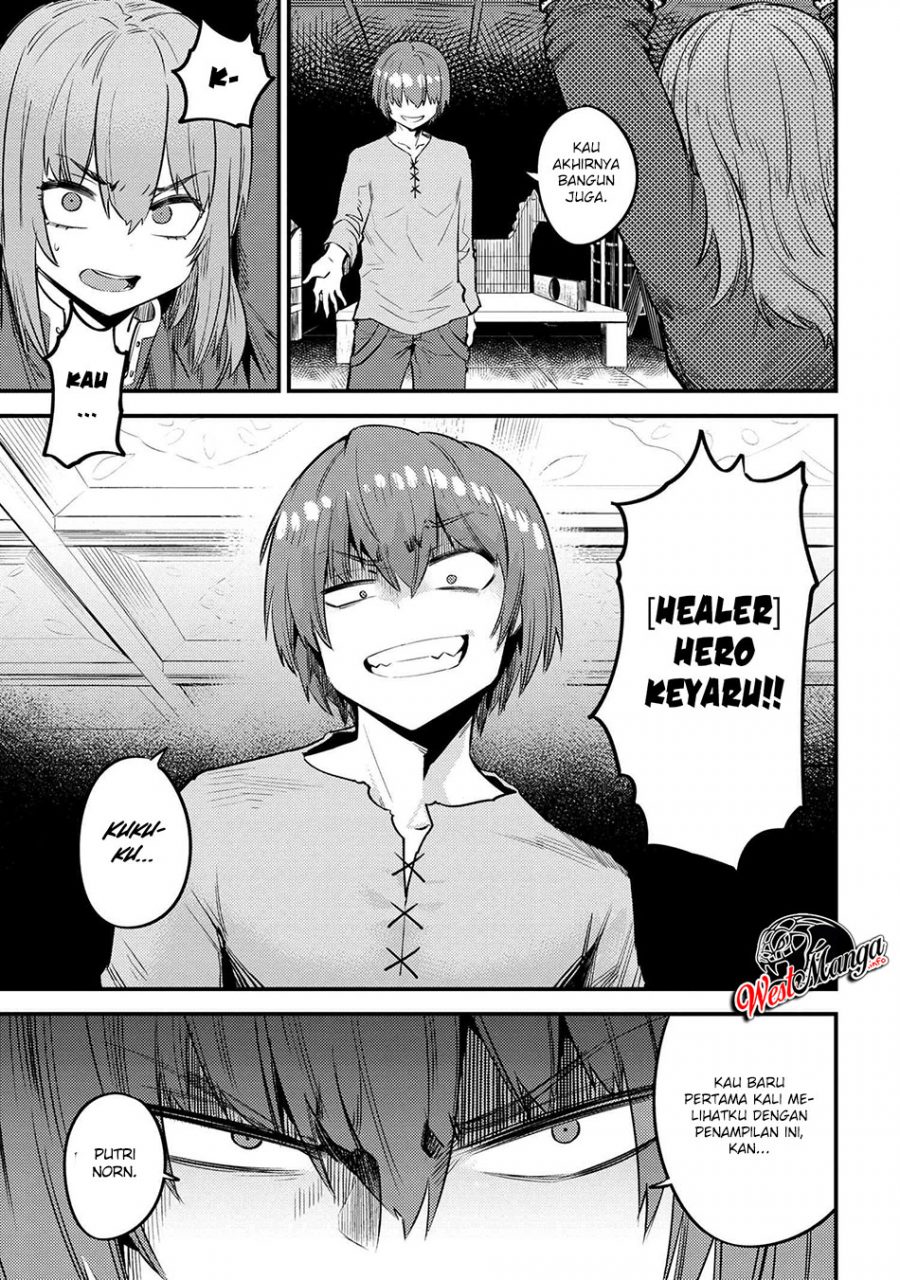 KAU
AKHIRNYA
BANGUN
JUGA.
K-
KAU
...
[HEALER]
HERO
KEYARU!!
KUKU-
KU...
WestManga
.info
KAU BARU
PERTAMA KALI ME-
LIHATKU DENGAN
PENAMPILAN INI,
KAN...
PUTRI
NORN.